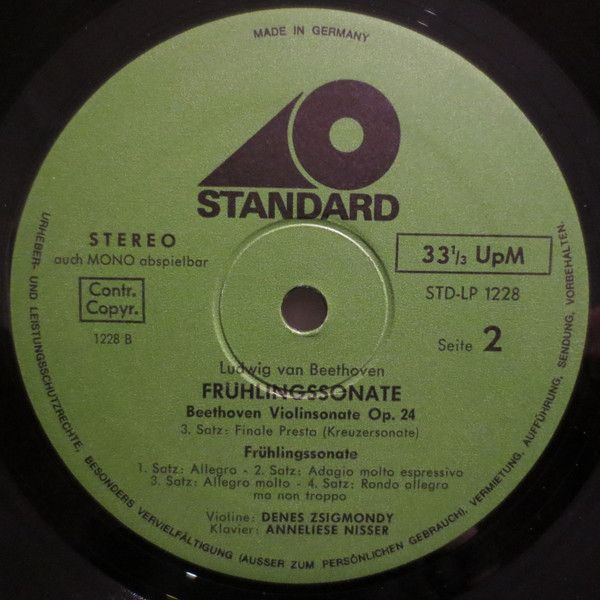 MADE IN GERMANY
STANDARD
STEREO
auch MONO abspielbar
33 1/3 UpM
STD-LP 1228
Contr.
Copyr.
1228 B
Seite 2
Ludwig van Beethoven
FRÜHLINGSSONATE
Beethoven Violinsonate Op. 24
3. Satz: Finale Presta (Kreuzersonate)
Frühlingssonate
1. Satz: Allegro - 2. Satz: Adagio molto espressivo
3. Satz: Allegro molto - 4. Satz: Rondo allegro
ma non troppo
Violine: DENES ZSIGMONDY
Klavier: ANNELIESE NISSER
URHEBER- UND LEISTUNGSSCHUTZRECHTE, BESONDERS VERVIELFÄLTIGUNG (AUSSER ZUM PERSÖNLICHEN GEBRAUCH), VERMIETUNG, AUFFÜHRUNG, SENDUNG, VORBEHALTEN.